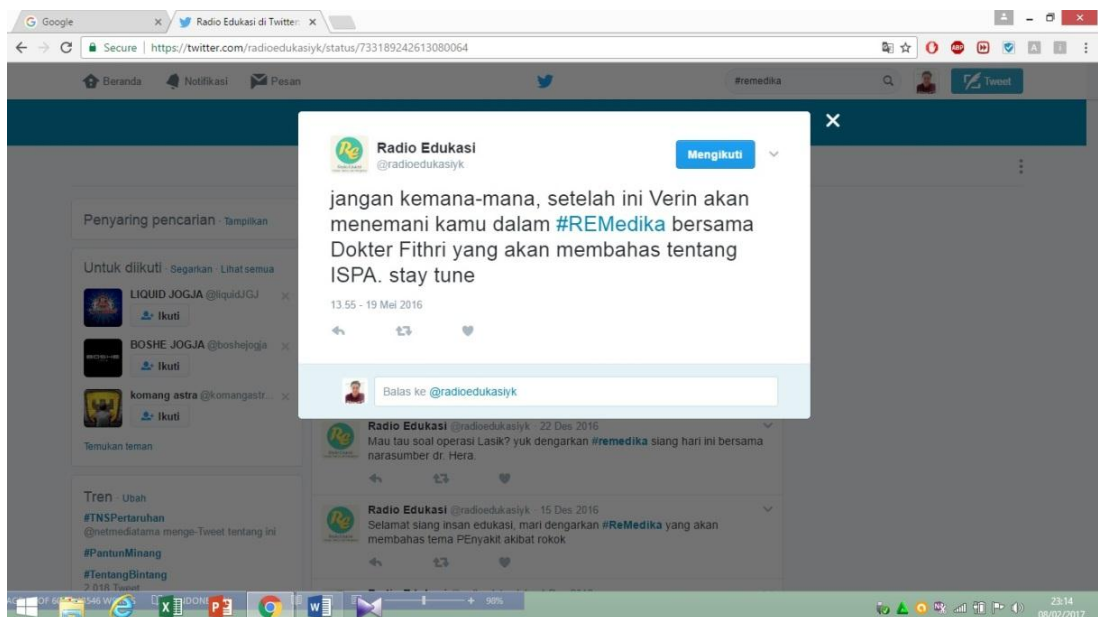 Google
Radio Edukasi di Twitter:
Secure | https://twitter.com/radioedukasiyk/status/733189242613080064
Beranda Notifikasi Pesan #remedika Tweet
Radio Edukasi
@radioedukasiyk
Mengikuti
jangan kemana-mana, setelah ini Verin akan
menemani kamu dalam #REMedika bersama
Dokter Fithri yang akan membahas tentang
ISPA. stay tune
13.55 - 19 Mei 2016
Balas ke @radioedukasiyk
Penyaring pencarian · Tampilkan
Untuk diikuti · Segarkan · Lihat semua
LIQUID JOGJA @liquidJGJ
Ikuti
BOSHE JOGJA @boshejogja
Ikuti
komang astra @komangastr...
Ikuti
Temukan teman
Tren · Ubah
#TNSPertaruhan
@netmediatama menge-Tweet tentang ini
#PantunMinang
#TentangBintang
2.018 Tweet
Radio Edukasi @radioedukasiyk · 22 Des 2016
Mau tau soal operasi Lasik? yuk dengarkan #remedika siang hari ini bersama
narasumber dr. Hera.
Radio Edukasi @radioedukasiyk · 15 Des 2016
Selamat siang insan edukasi, mari dengarkan #ReMedika yang akan
membahas tema PEnyakit akibat rokok
90%
23:14
08/02/2017